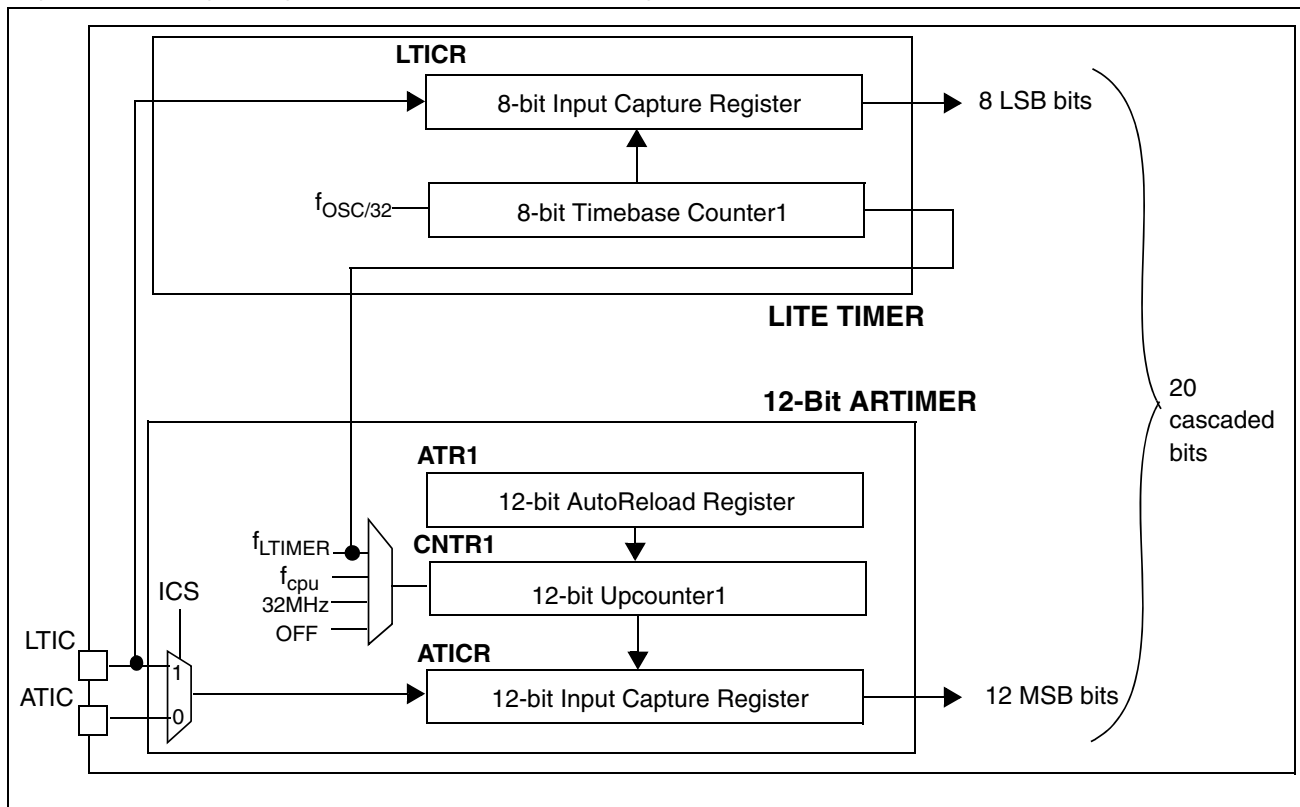 LTICR
8-bit Input Capture Register
8 LSB bits
fOSC/32
8-bit Timebase Counter1
LITE TIMER
20
cascaded
bits
12-Bit ARTIMER
ATR1
12-bit AutoReload Register
fLTIMER
CNTR1
fcpu
12-bit Upcounter1
32MHz
OFF
ICS
LTIC
1
ATICR
ATIC
0
12-bit Input Capture Register
12 MSB bits